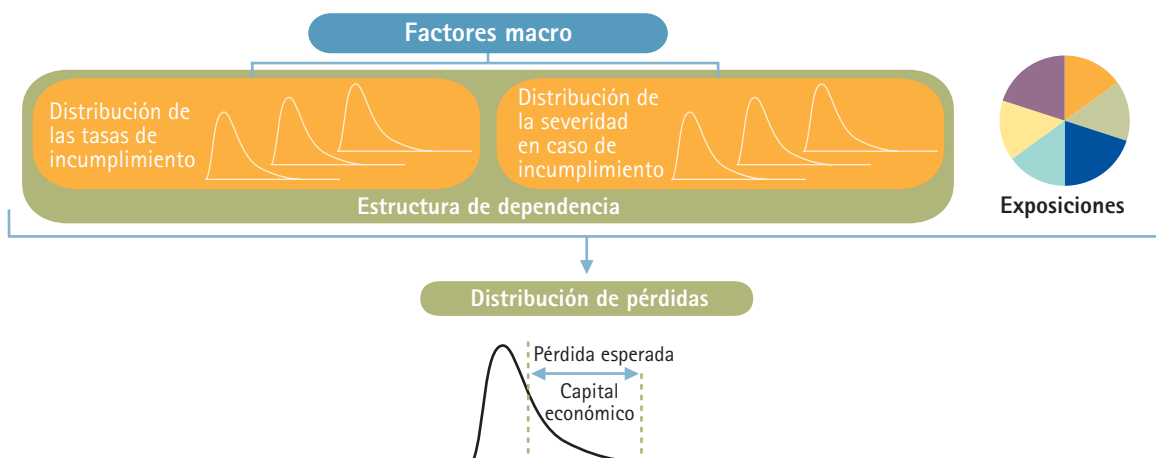 Factores macro
Distribución de
las tasas de
incumplimiento
Distribución de
la severidad
en caso de
incumplimiento
Estructura de dependencia
Exposiciones
Distribución de pérdidas
Pérdida esperada
Capital
económico